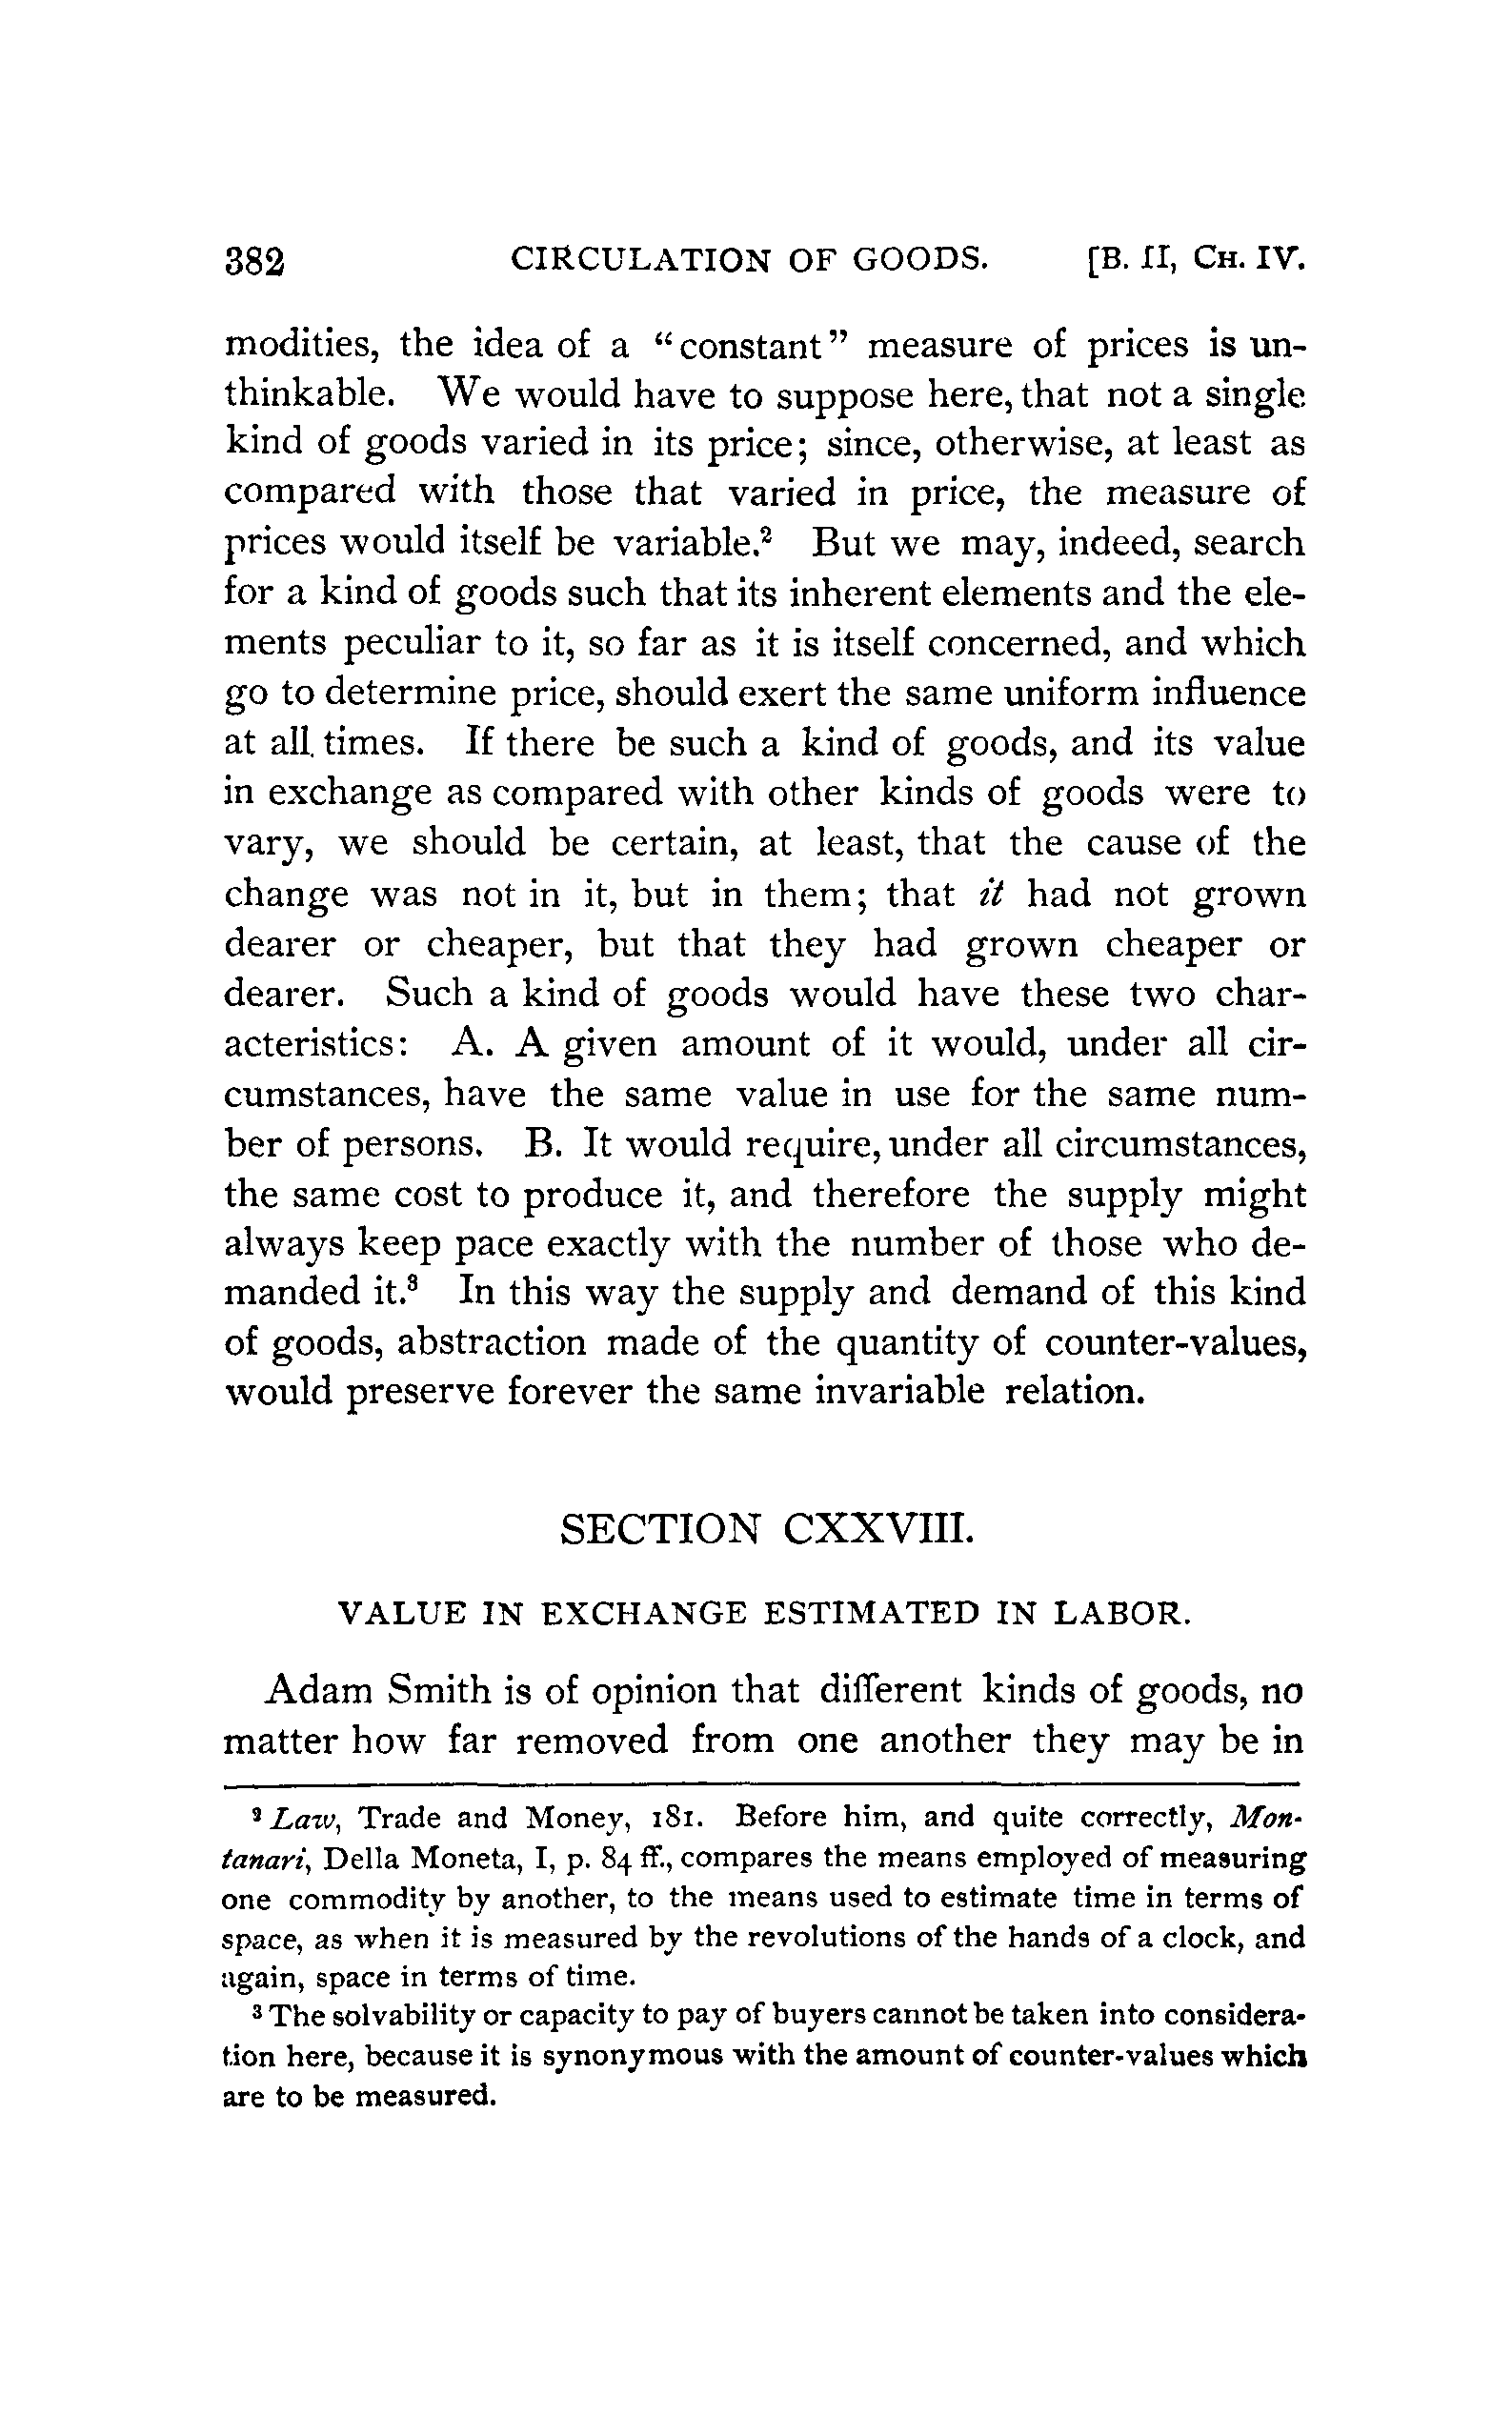 382 CIRCULATION OF GOODS. [B. II, CH. IV.
modities, the idea of a “constant” measure of prices is un-
thinkable. We would have to suppose here, that not a single
kind of goods varied in its price; since, otherwise, at least as
compared with those that varied in price, the measure of
prices would itself be variable.² But we may, indeed, search
for a kind of goods such that its inherent elements and the ele-
ments peculiar to it, so far as it is itself concerned, and which
go to determine price, should exert the same uniform influence
at all times. If there be such a kind of goods, and its value
in exchange as compared with other kinds of goods were to
vary, we should be certain, at least, that the cause of the
change was not in it, but in them; that it had not grown
dearer or cheaper, but that they had grown cheaper or
dearer. Such a kind of goods would have these two char-
acteristics: A. A given amount of it would, under all cir-
cumstances, have the same value in use for the same num-
ber of persons. B. It would require, under all circumstances,
the same cost to produce it, and therefore the supply might
always keep pace exactly with the number of those who de-
manded it.³ In this way the supply and demand of this kind
of goods, abstraction made of the quantity of counter-values,
would preserve forever the same invariable relation.
SECTION CXXVIII.
VALUE IN EXCHANGE ESTIMATED IN LABOR.
Adam Smith is of opinion that different kinds of goods, no
matter how far removed from one another they may be in
² Law, Trade and Money, 181. Before him, and quite correctly, Mon-
tanari, Della Moneta, I, p. 84 ff., compares the means employed of measuring
one commodity by another, to the means used to estimate time in terms of
space, as when it is measured by the revolutions of the hands of a clock, and
again, space in terms of time.
³ The solvability or capacity to pay of buyers cannot be taken into considera-
tion here, because it is synonymous with the amount of counter-values which
are to be measured.